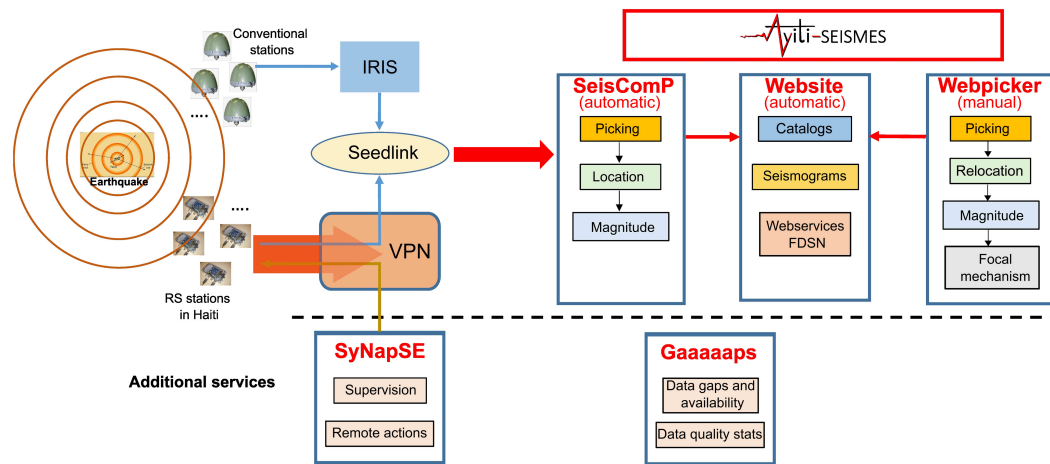 Conventional
stations
....
IRIS
Seedlink
Earthquake
....
RS stations
in Haiti
VPN
Ayiti-SEISMES
SeisComP
(automatic)
Picking
Location
Magnitude
Website
(automatic)
Catalogs
Seismograms
Webservices
FDSN
Webpicker
(manual)
Picking
Relocation
Magnitude
Focal
mechanism
Additional services
SyNapSE
Supervision
Remote actions
Gaaaaaps
Data gaps and
availability
Data quality stats